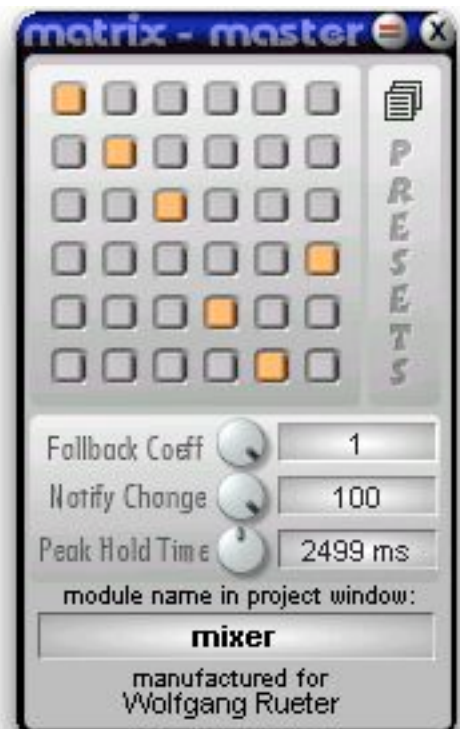 matrix - master
PRESETS
Fallback Coeff 1
Notify Change 100
Peak Hold Time 2499 ms
module name in project window:
mixer
manufactured for
Wolfgang Rueter